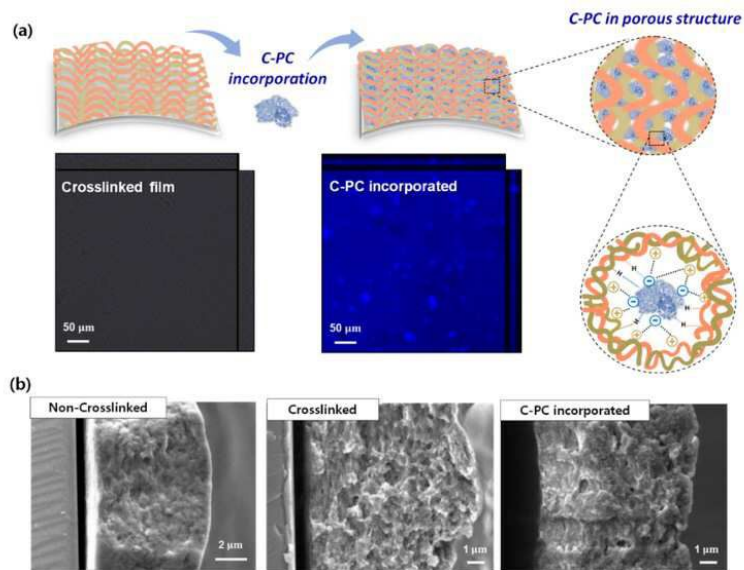 (a)
C-PC
incorporation
C-PC in porous structure
Crosslinked film
50 μm
C-PC incorporated
50 μm
+
+
+
+
+
+
+
−
−
−
−
H
H
H
H
H
H
(b)
Non-Crosslinked
2 μm
Crosslinked
1 μm
C-PC incorporated
1 μm